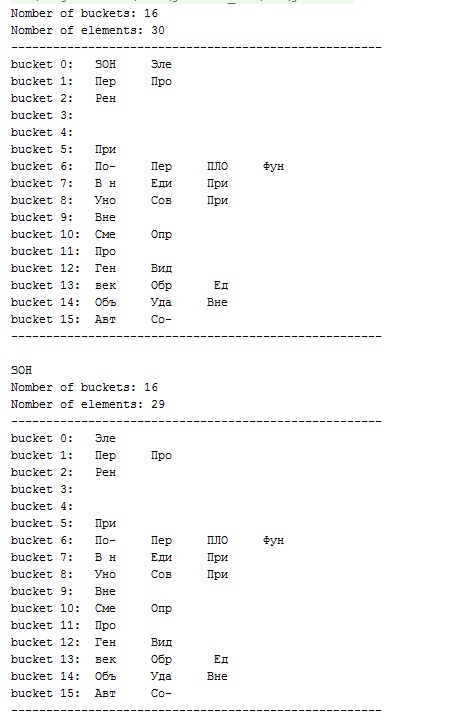 Nomber of buckets: 16
Nomber of elements: 30
-----------------------------------------------------
bucket 0: ЗОН Эле
bucket 1: Пер Про
bucket 2: Рен
bucket 3:
bucket 4:
bucket 5: При
bucket 6: По- Пер ПЛО Фун
bucket 7: В н Еди При
bucket 8: Уно Сов При
bucket 9: Вне
bucket 10: Сме Опр
bucket 11: Про
bucket 12: Ген Вид
bucket 13: век Обр Ед
bucket 14: Объ Уда Вне
bucket 15: Авт Со-
-----------------------------------------------------
ЗОН
Nomber of buckets: 16
Nomber of elements: 29
-----------------------------------------------------
bucket 0: Эле
bucket 1: Пер Про
bucket 2: Рен
bucket 3:
bucket 4:
bucket 5: При
bucket 6: По- Пер ПЛО Фун
bucket 7: В н Еди При
bucket 8: Уно Сов При
bucket 9: Вне
bucket 10: Сме Опр
bucket 11: Про
bucket 12: Ген Вид
bucket 13: век Обр Ед
bucket 14: Объ Уда Вне
bucket 15: Авт Со-
-----------------------------------------------------